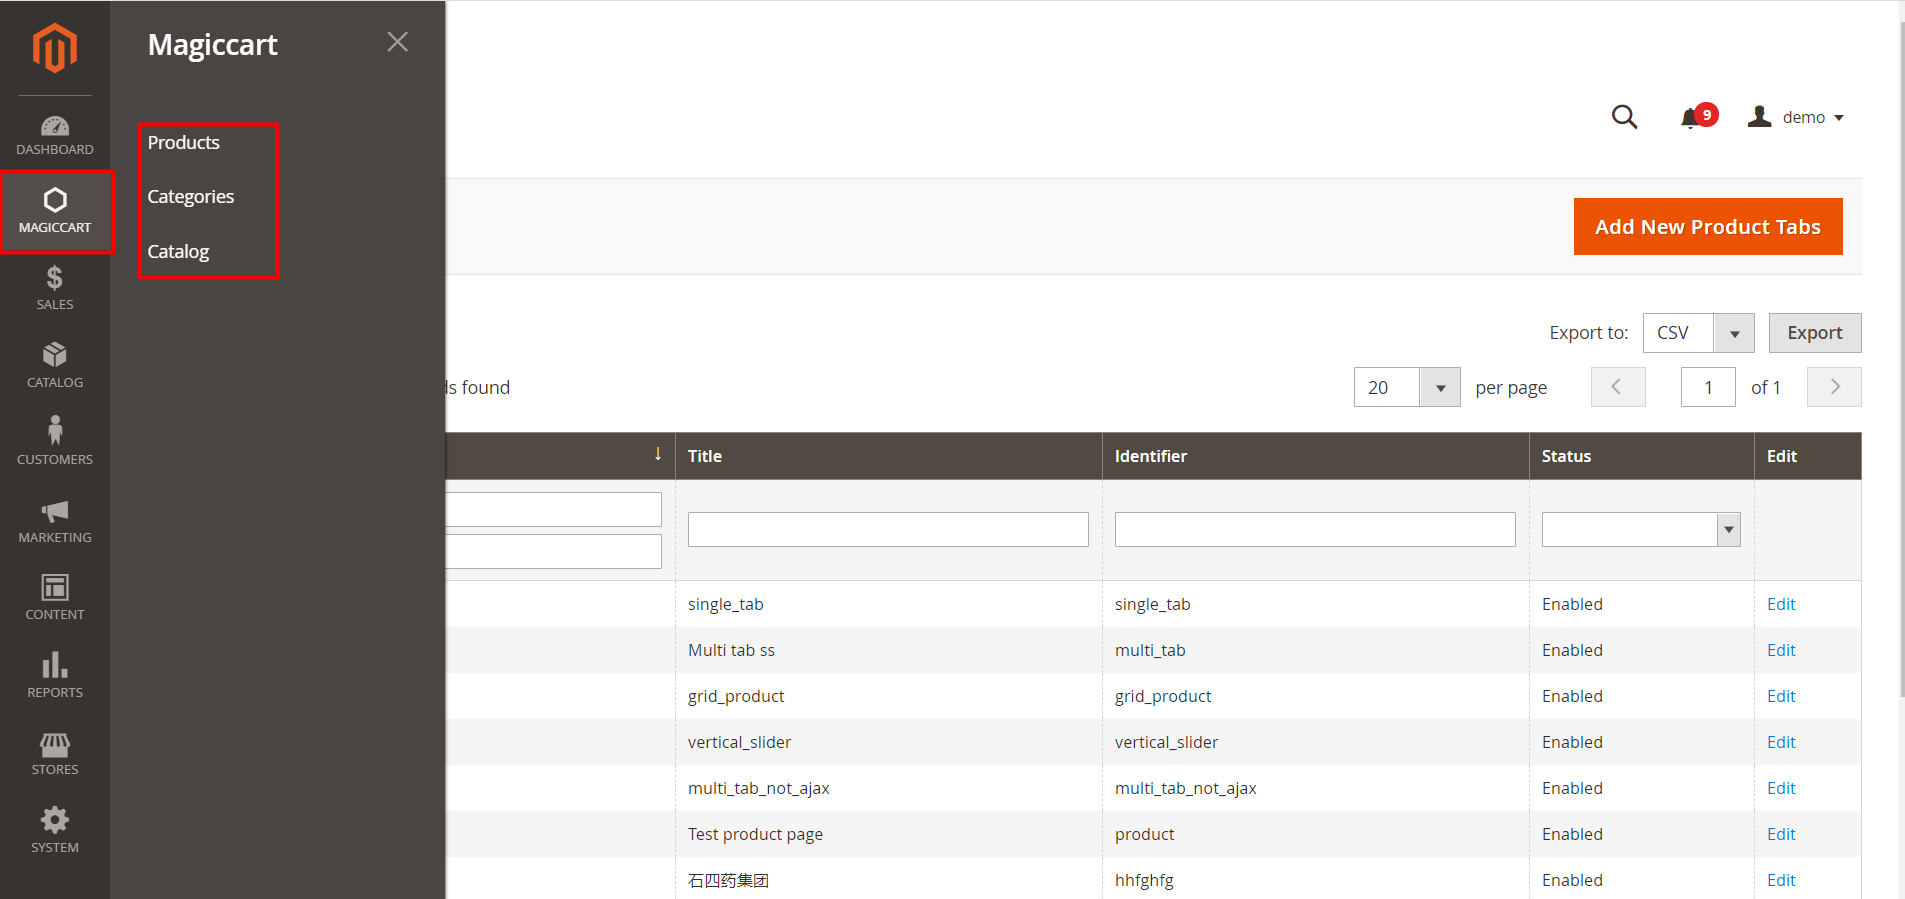 Magiccart
DASHBOARD
MAGICCART
SALES
CATALOG
CUSTOMERS
MARKETING
CONTENT
REPORTS
STORES
SYSTEM
Products
Categories
Catalog
9
demo
Add New Product Tabs
Export to: CSV Export
found 20 per page 1 of 1
↓ Title Identifier Status Edit
single_tab single_tab Enabled Edit
Multi tab ss multi_tab Enabled Edit
grid_product grid_product Enabled Edit
vertical_slider vertical_slider Enabled Edit
multi_tab_not_ajax multi_tab_not_ajax Enabled Edit
Test product page product Enabled Edit
石四药集团 hhfghfg Enabled Edit